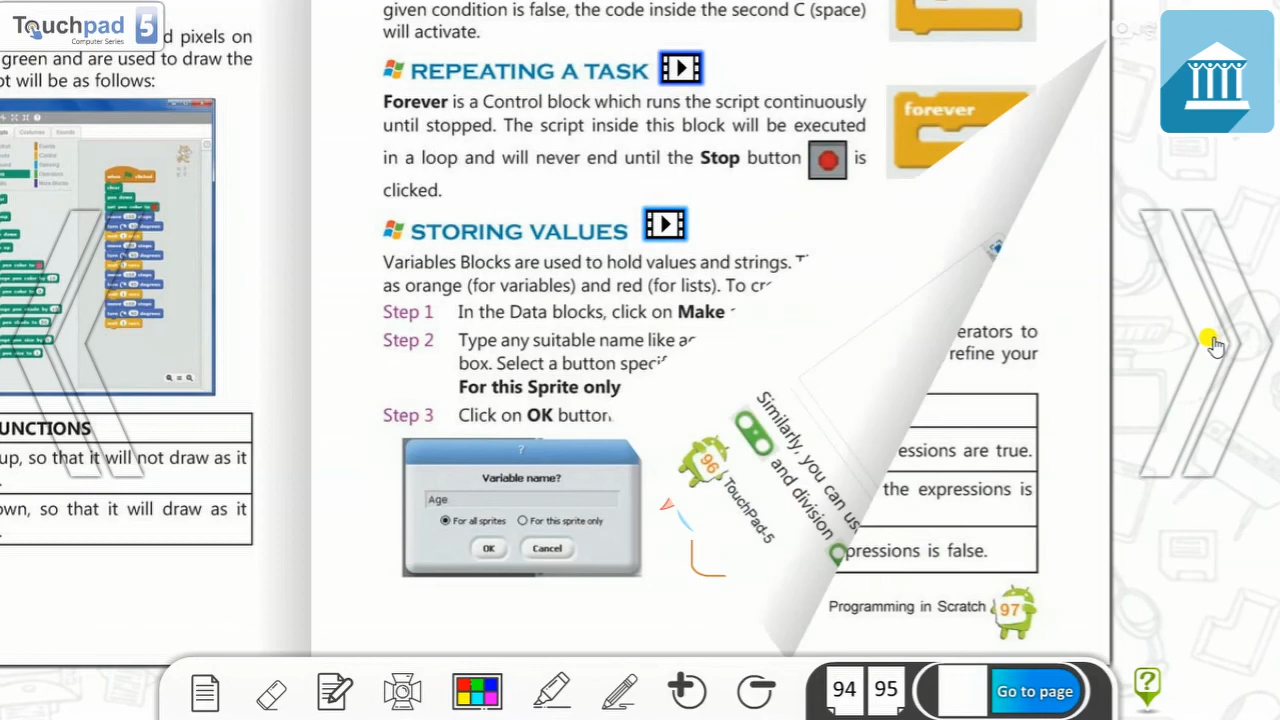 Touchpad 5
Computer Series
d pixels on
green and are used to draw the
ot will be as follows:
UNCTIONS
up, so that it will not draw as it
own, so that it will draw as it
given condition is false, the code inside the second C (space)
will activate.
REPEATING A TASK
Forever is a Control block which runs the script continuously
until stopped. The script inside this block will be executed
in a loop and will never end until the Stop button is
clicked.
forever
STORING VALUES
Variables Blocks are used to hold values and strings.
as orange (for variables) and red (for lists). To
Step 1 In the Data blocks, click on Make
Step 2 Type any suitable name like
box. Select a button
For this Sprite only
Step 3 Click on OK button
?
Variable name?
Age
For all sprites For this sprite only
OK Cancel
Similarly, you can us
and division
96 TouchPad-5
erators to
refine your
essions are true.
the expressions is
pressions is false.
Programming in Scratch 97
94 95 Go to page
?